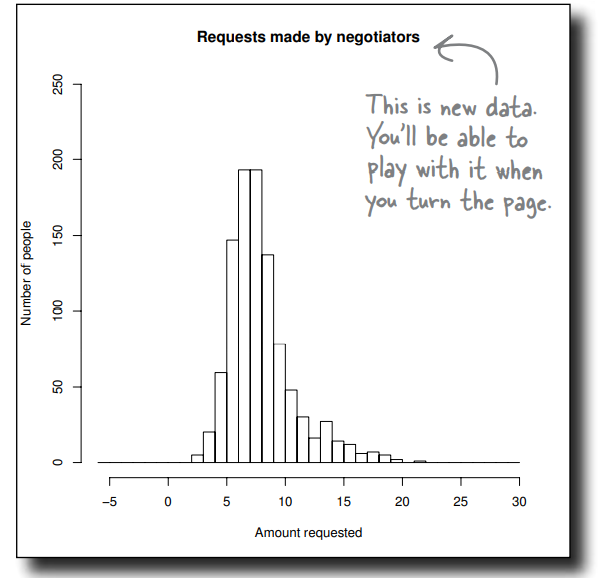 Requests made by negotiators
This is new data.
You'll be able to
play with it when
you turn the page.
Number of people
250
200
150
100
50
0
−5 0 5 10 15 20 25 30
Amount requested